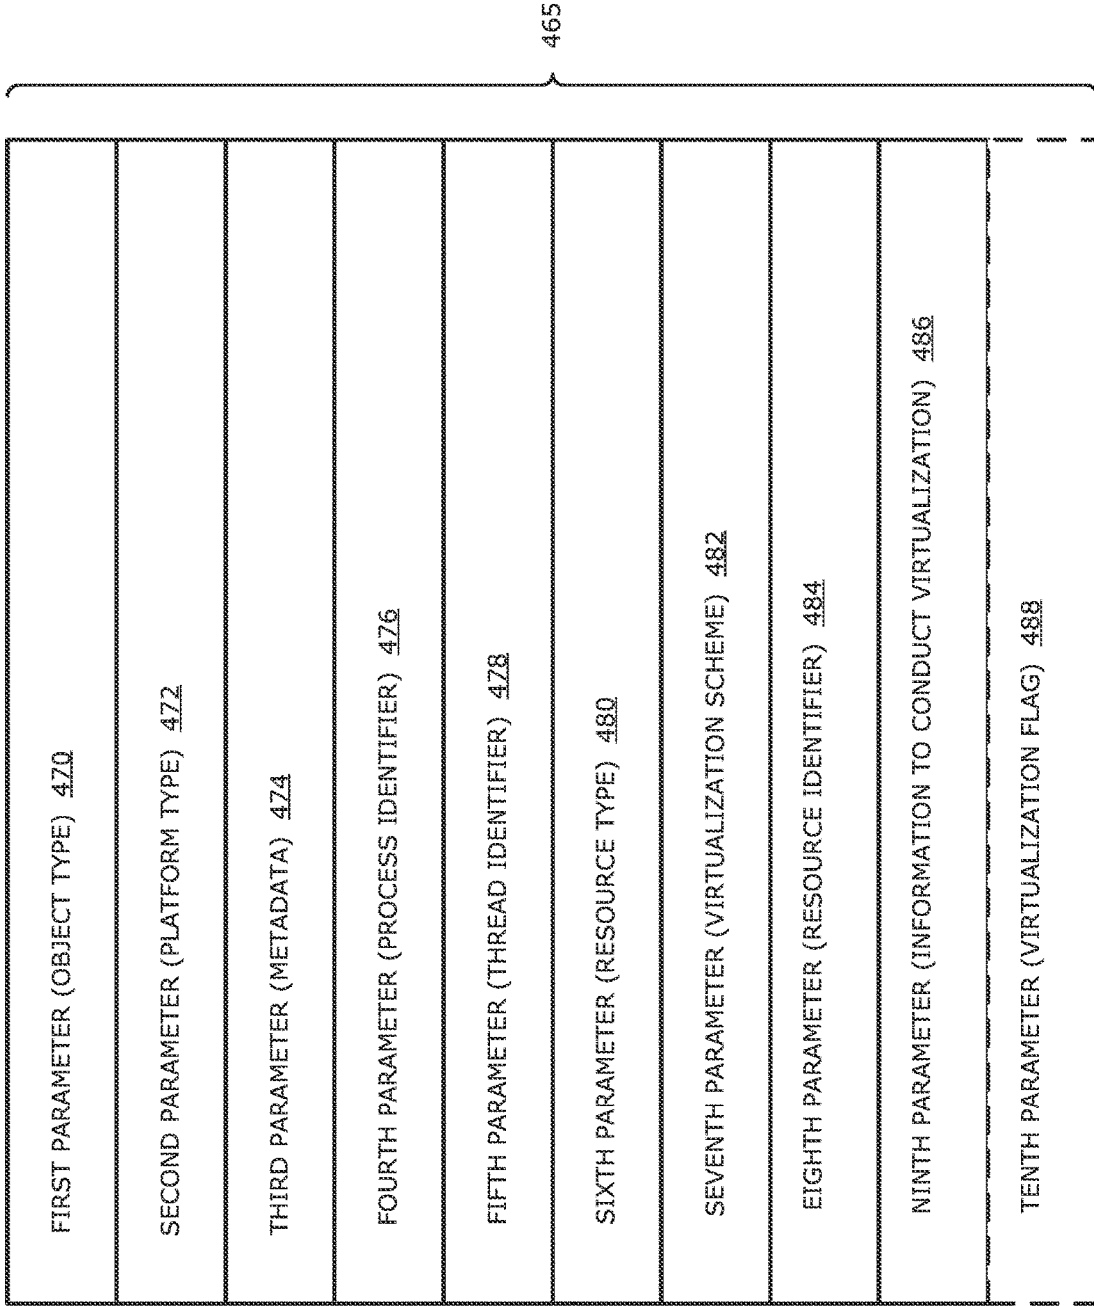 465
FIRST PARAMETER (OBJECT TYPE) 470
SECOND PARAMETER (PLATFORM TYPE) 472
THIRD PARAMETER (METADATA) 474
FOURTH PARAMETER (PROCESS IDENTIFIER) 476
FIFTH PARAMETER (THREAD IDENTIFIER) 478
SIXTH PARAMETER (RESOURCE TYPE) 480
SEVENTH PARAMETER (VIRTUALIZATION SCHEME) 482
EIGHTH PARAMETER (RESOURCE IDENTIFIER) 484
NINTH PARAMETER (INFORMATION TO CONDUCT VIRTUALIZATION) 486
TENTH PARAMETER (VIRTUALIZATION FLAG) 488